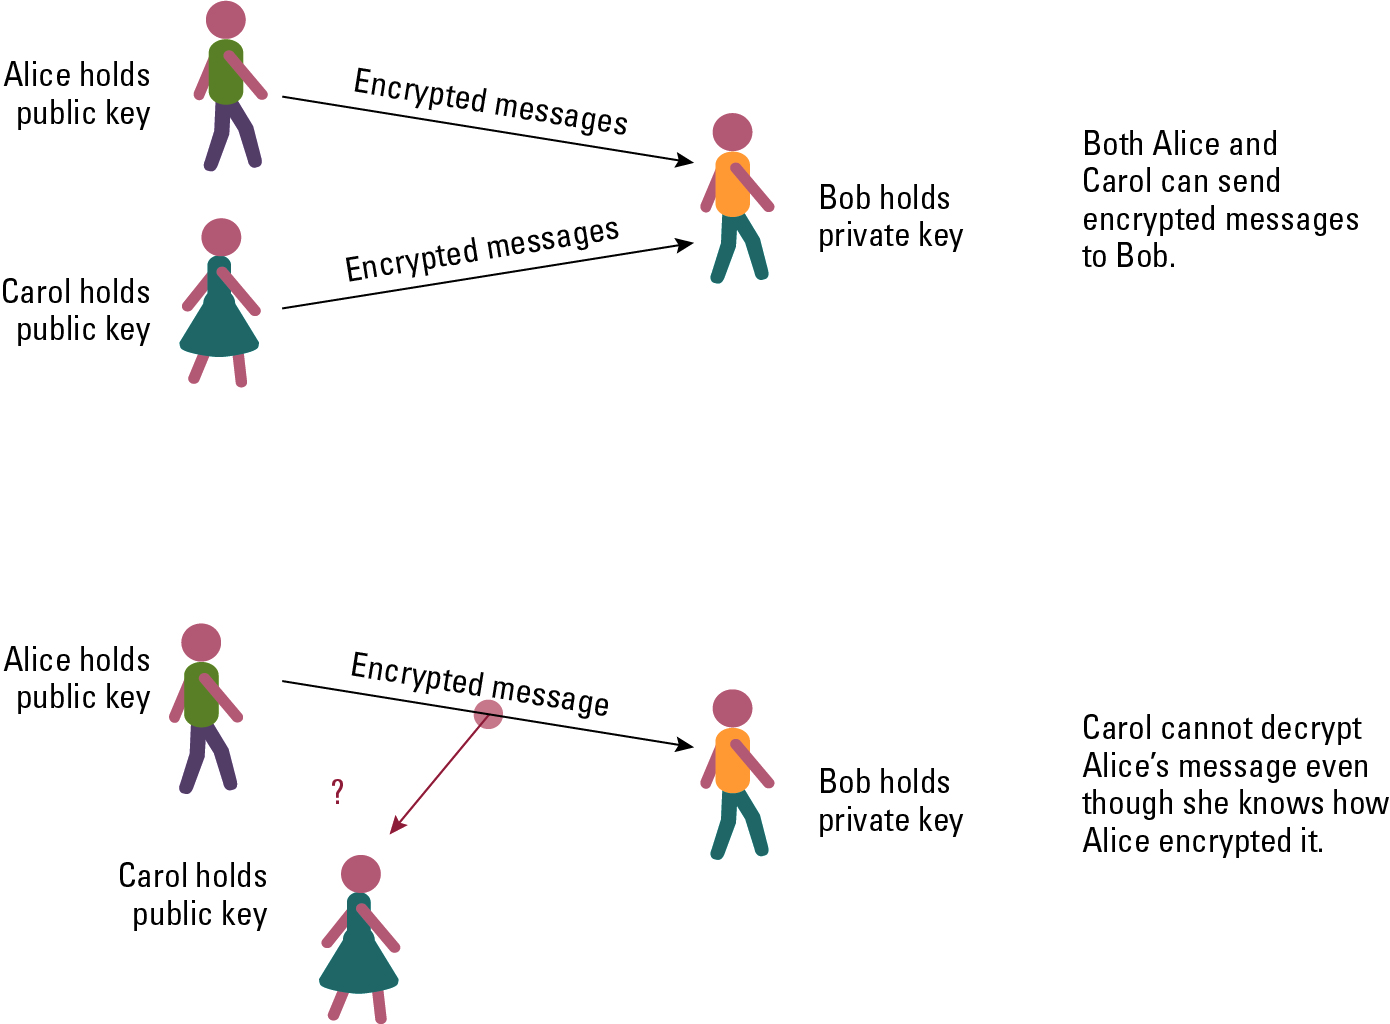 Alice holds
public key
Encrypted messages
Carol holds
public key
Encrypted messages
Bob holds
private key
Both Alice and
Carol can send
encrypted messages
to Bob.
Alice holds
public key
Encrypted message
?
Carol holds
public key
Bob holds
private key
Carol cannot decrypt
Alice’s message even
though she knows how
Alice encrypted it.